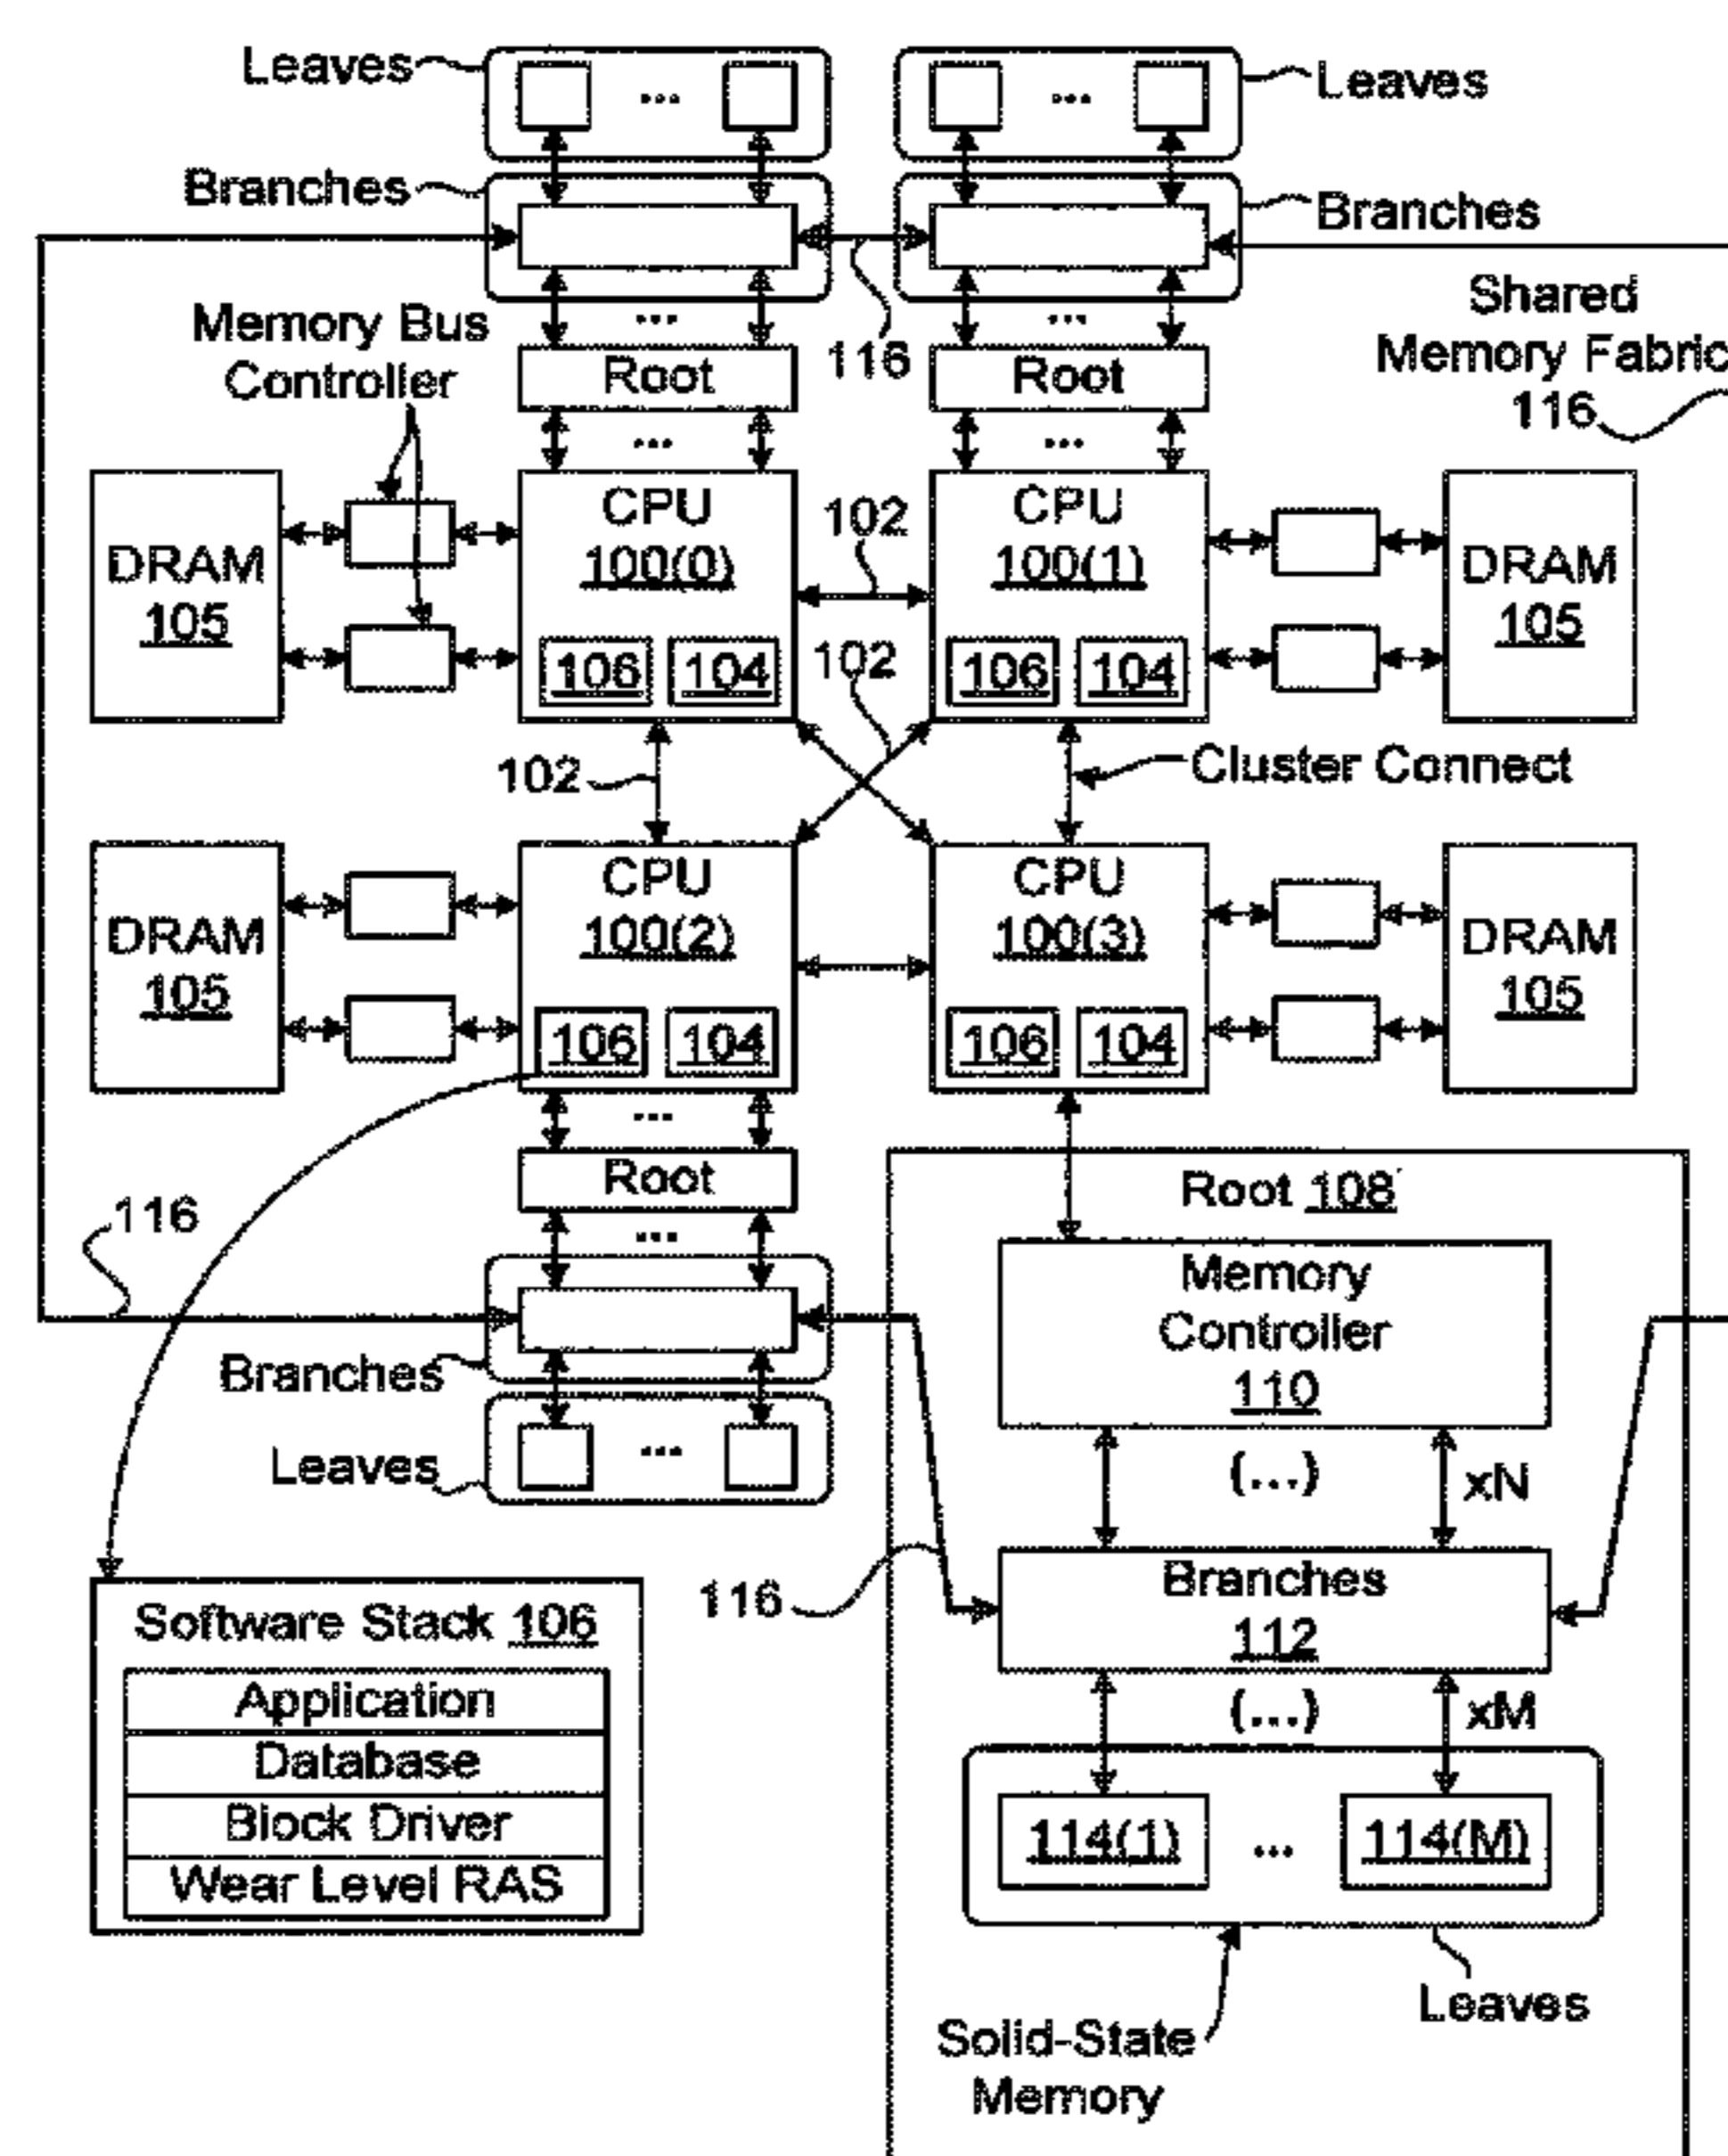 Leaves
...
...
Leaves
Branches
116
Branches
Memory Bus
Controller
...
Root
...
...
Root
...
Shared
Memory Fabric
116
DRAM
105
CPU
100(0)
106 104
102
102
CPU
100(1)
106 104
DRAM
105
102
Cluster Connect
DRAM
105
CPU
100(2)
106 104
CPU
100(3)
106 104
DRAM
105
...
Root
...
116
Branches
Leaves
...
Root 108
Memory
Controller
110
(...) xN
116
Branches
112
(...) xM
114(1) ... 114(M)
Leaves
Solid-State
Memory
Software Stack 106
Application
Database
Block Driver
Wear Level RAS